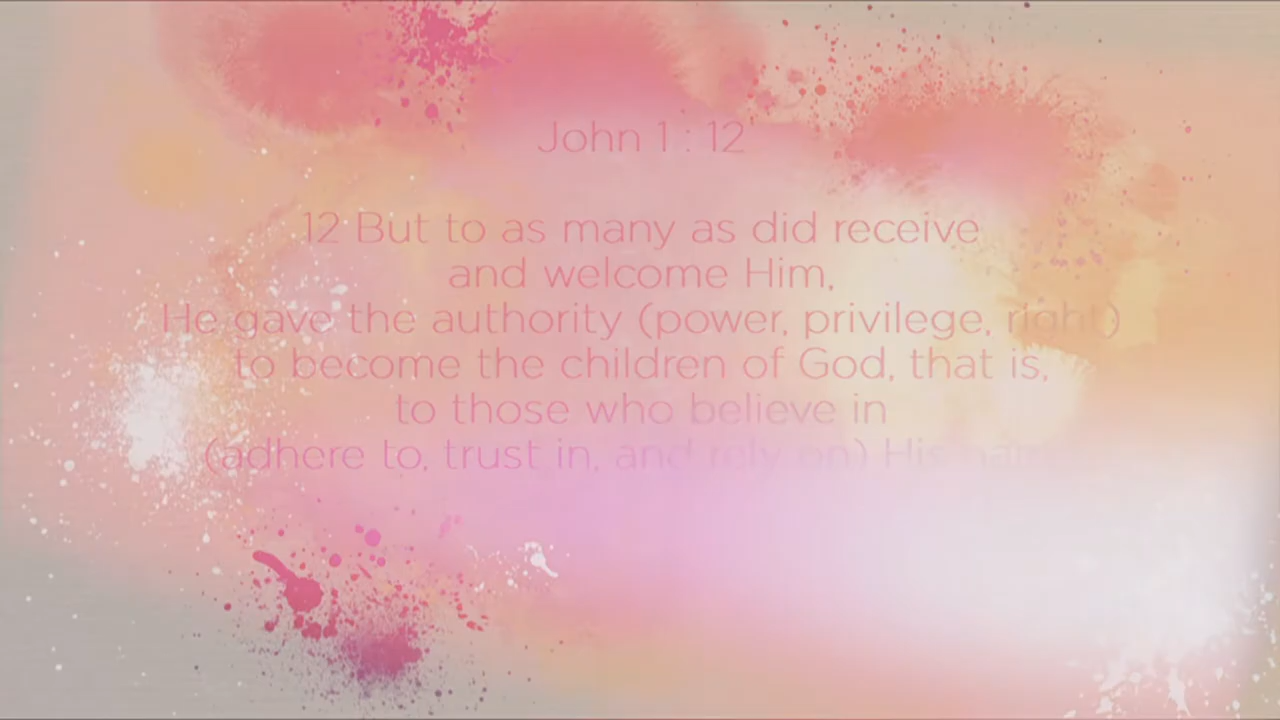 John 1 : 12
12 But to as many as did receive
and welcome Him,
He gave the authority (power, privilege, right)
to become the children of God, that is,
to those who believe in
(adhere to, trust in, and rely on) His name